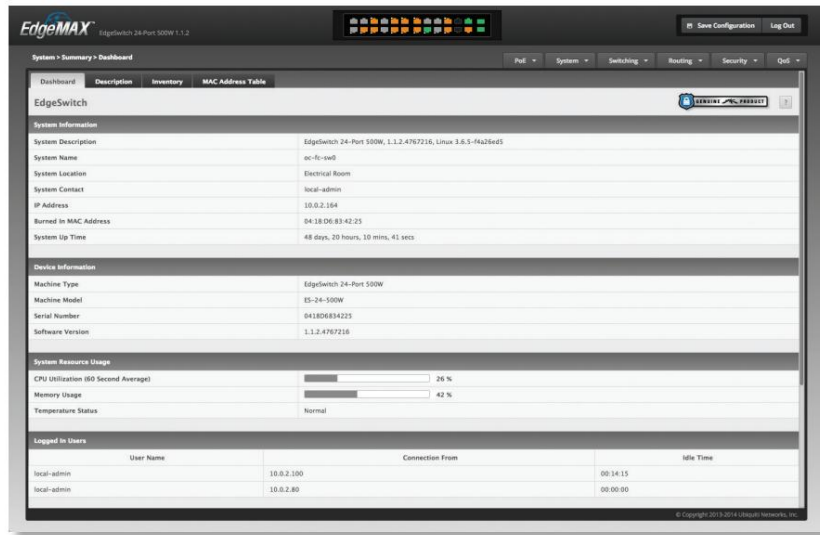 EdgeMAX EdgeSwitch 24-Port 500W 1.1.2
Save Configuration Log Out
System > Summary > Dashboard
PoE System Switching Routing Security QoS
Dashboard Description Inventory MAC Address Table
EdgeSwitch
GENUINE PRODUCT ?
System Information
System Description EdgeSwitch 24-Port 500W, 1.1.2.4767216, Linux 3.6.5-f4a26ed5
System Name oc-fc-sw0
System Location Electrical Room
System Contact local-admin
IP Address 10.0.2.164
Burned In MAC Address 04:18:D6:83:42:25
System Up Time 48 days, 20 hours, 10 mins, 41 secs
Device Information
Machine Type EdgeSwitch 24-Port 500W
Machine Model ES-24-500W
Serial Number 0418D6834225
Software Version 1.1.2.4767216
System Resource Usage
CPU Utilization (60 Second Average) 26 %
Memory Usage 42 %
Temperature Status Normal
Logged In Users
User Name Connection From Idle Time
local-admin 10.0.2.100 00:14:15
local-admin 10.0.2.80 00:00:00
© Copyright 2013-2014 Ubiquiti Networks, Inc.